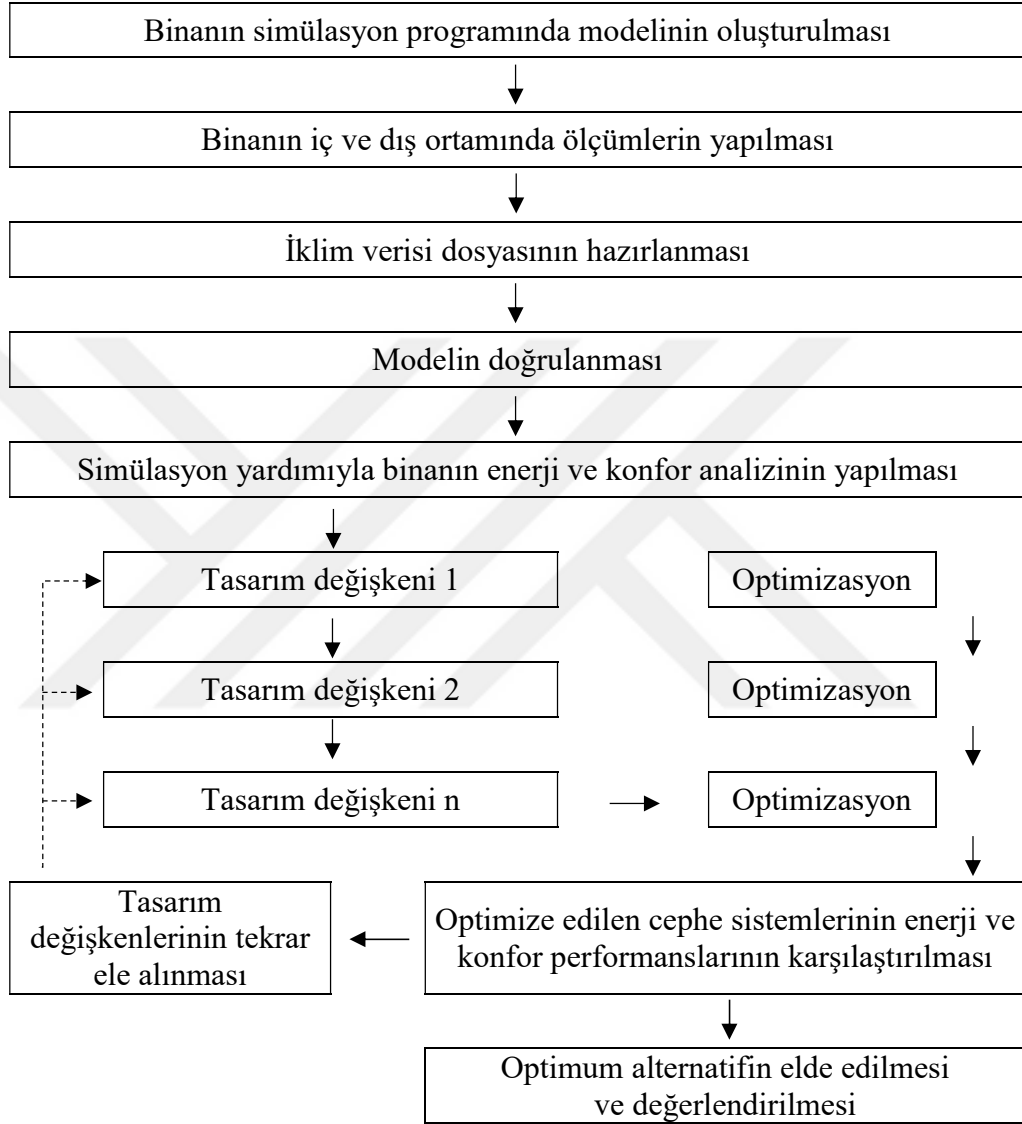 Binanın simülasyon programında modelinin oluşturulması
Binanın iç ve dış ortamında ölçümlerin yapılması
İklim verisi dosyasının hazırlanması
Modelin doğrulanması
Simülasyon yardımıyla binanın enerji ve konfor analizinin yapılması
Tasarım değişkeni 1
Optimizasyon
Tasarım değişkeni 2
Optimizasyon
Tasarım değişkeni n
Optimizasyon
Tasarım
değişkenlerinin tekrar
ele alınması
Optimize edilen cephe sistemlerinin enerji ve
konfor performanslarının karşılaştırılması
Optimum alternatifin elde edilmesi
ve değerlendirilmesi